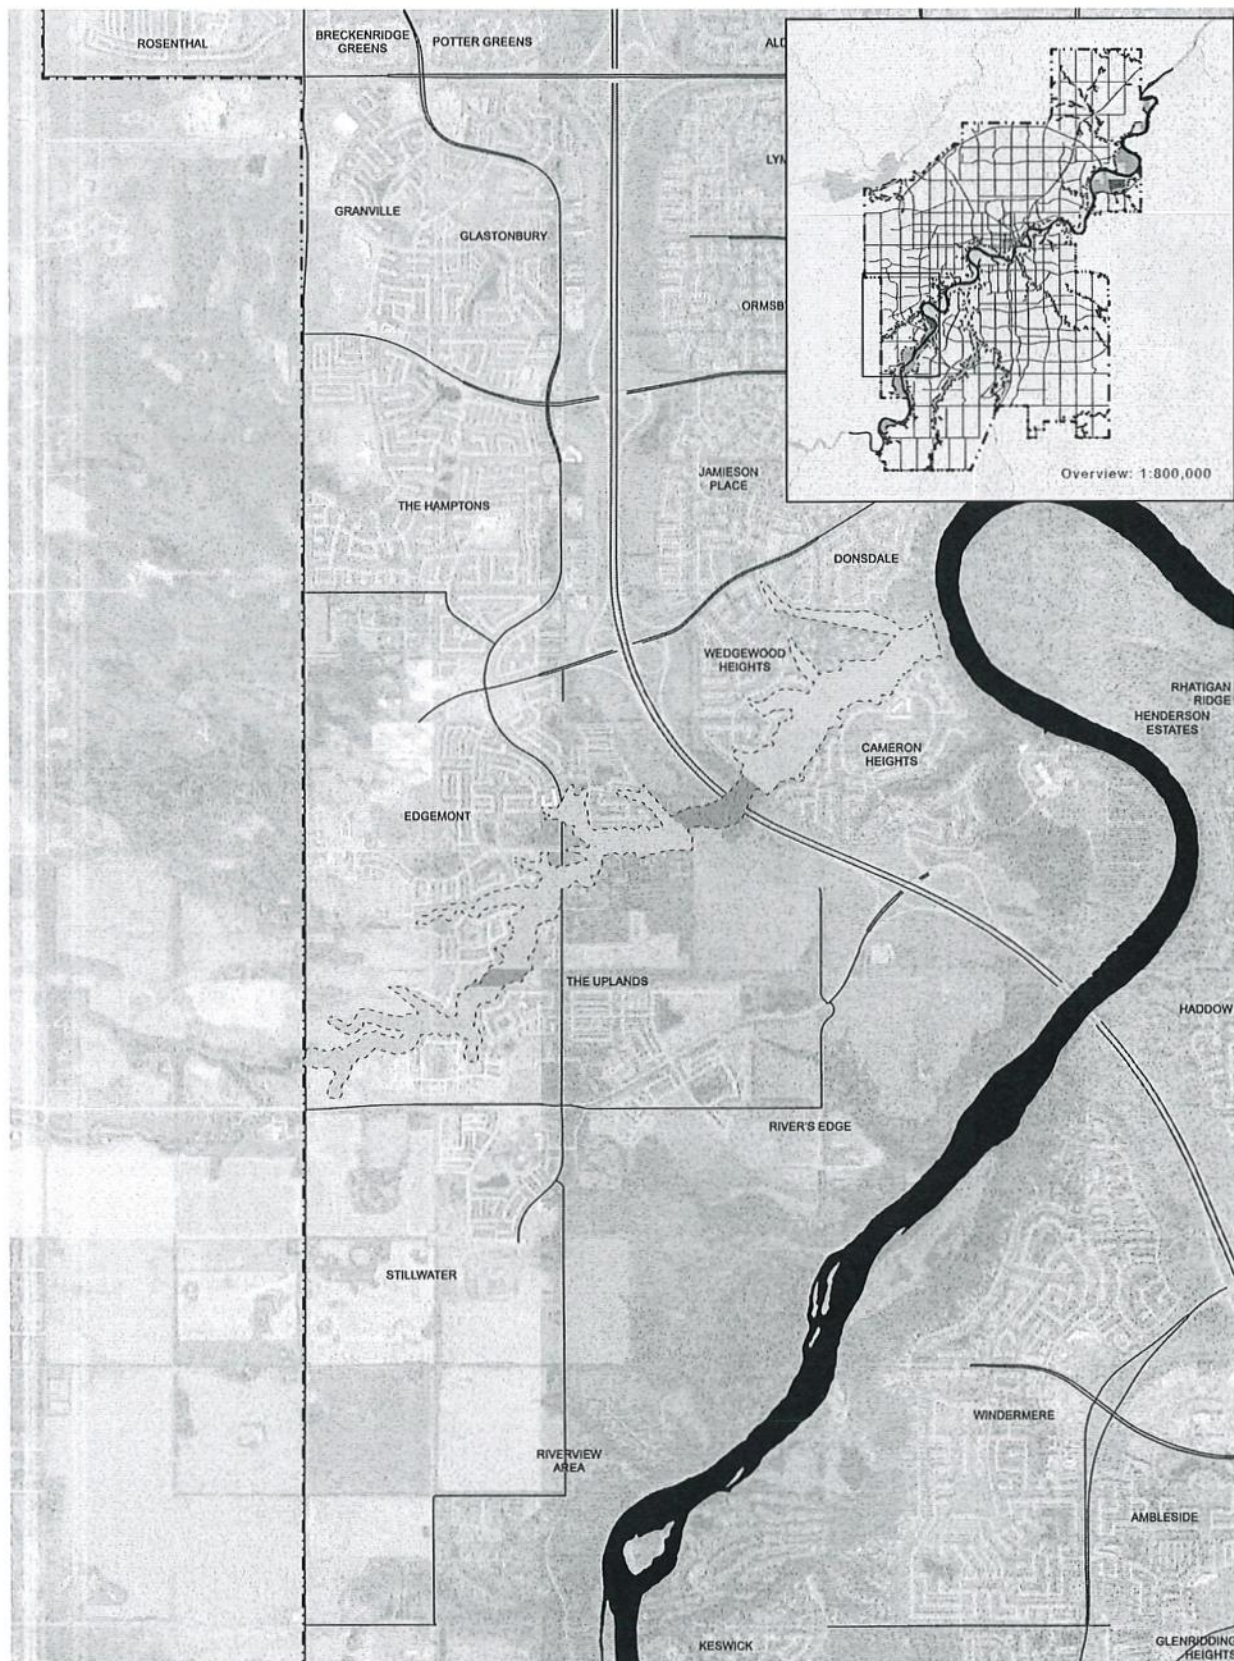 ROSENTHAL
BRECKENRIDGE
GREENS
POTTER GREENS
GRANVILLE
GLASTONBURY
ORMSB
Overview: 1:800,000
JAMIESON
PLACE
THE HAMPTONS
DONSDALE
WEDGEWOOD
HEIGHTS
RHATIGAN
RIDGE
HENDERSON
ESTATES
CAMERON
HEIGHTS
EDGEMONT
THE UPLANDS
HADDOW
RIVER'S EDGE
STILLWATER
WINDERMERE
RIVERVIEW
AREA
AMBLESIDE
KESWICK
GLENRIDDING
HEIGHTS